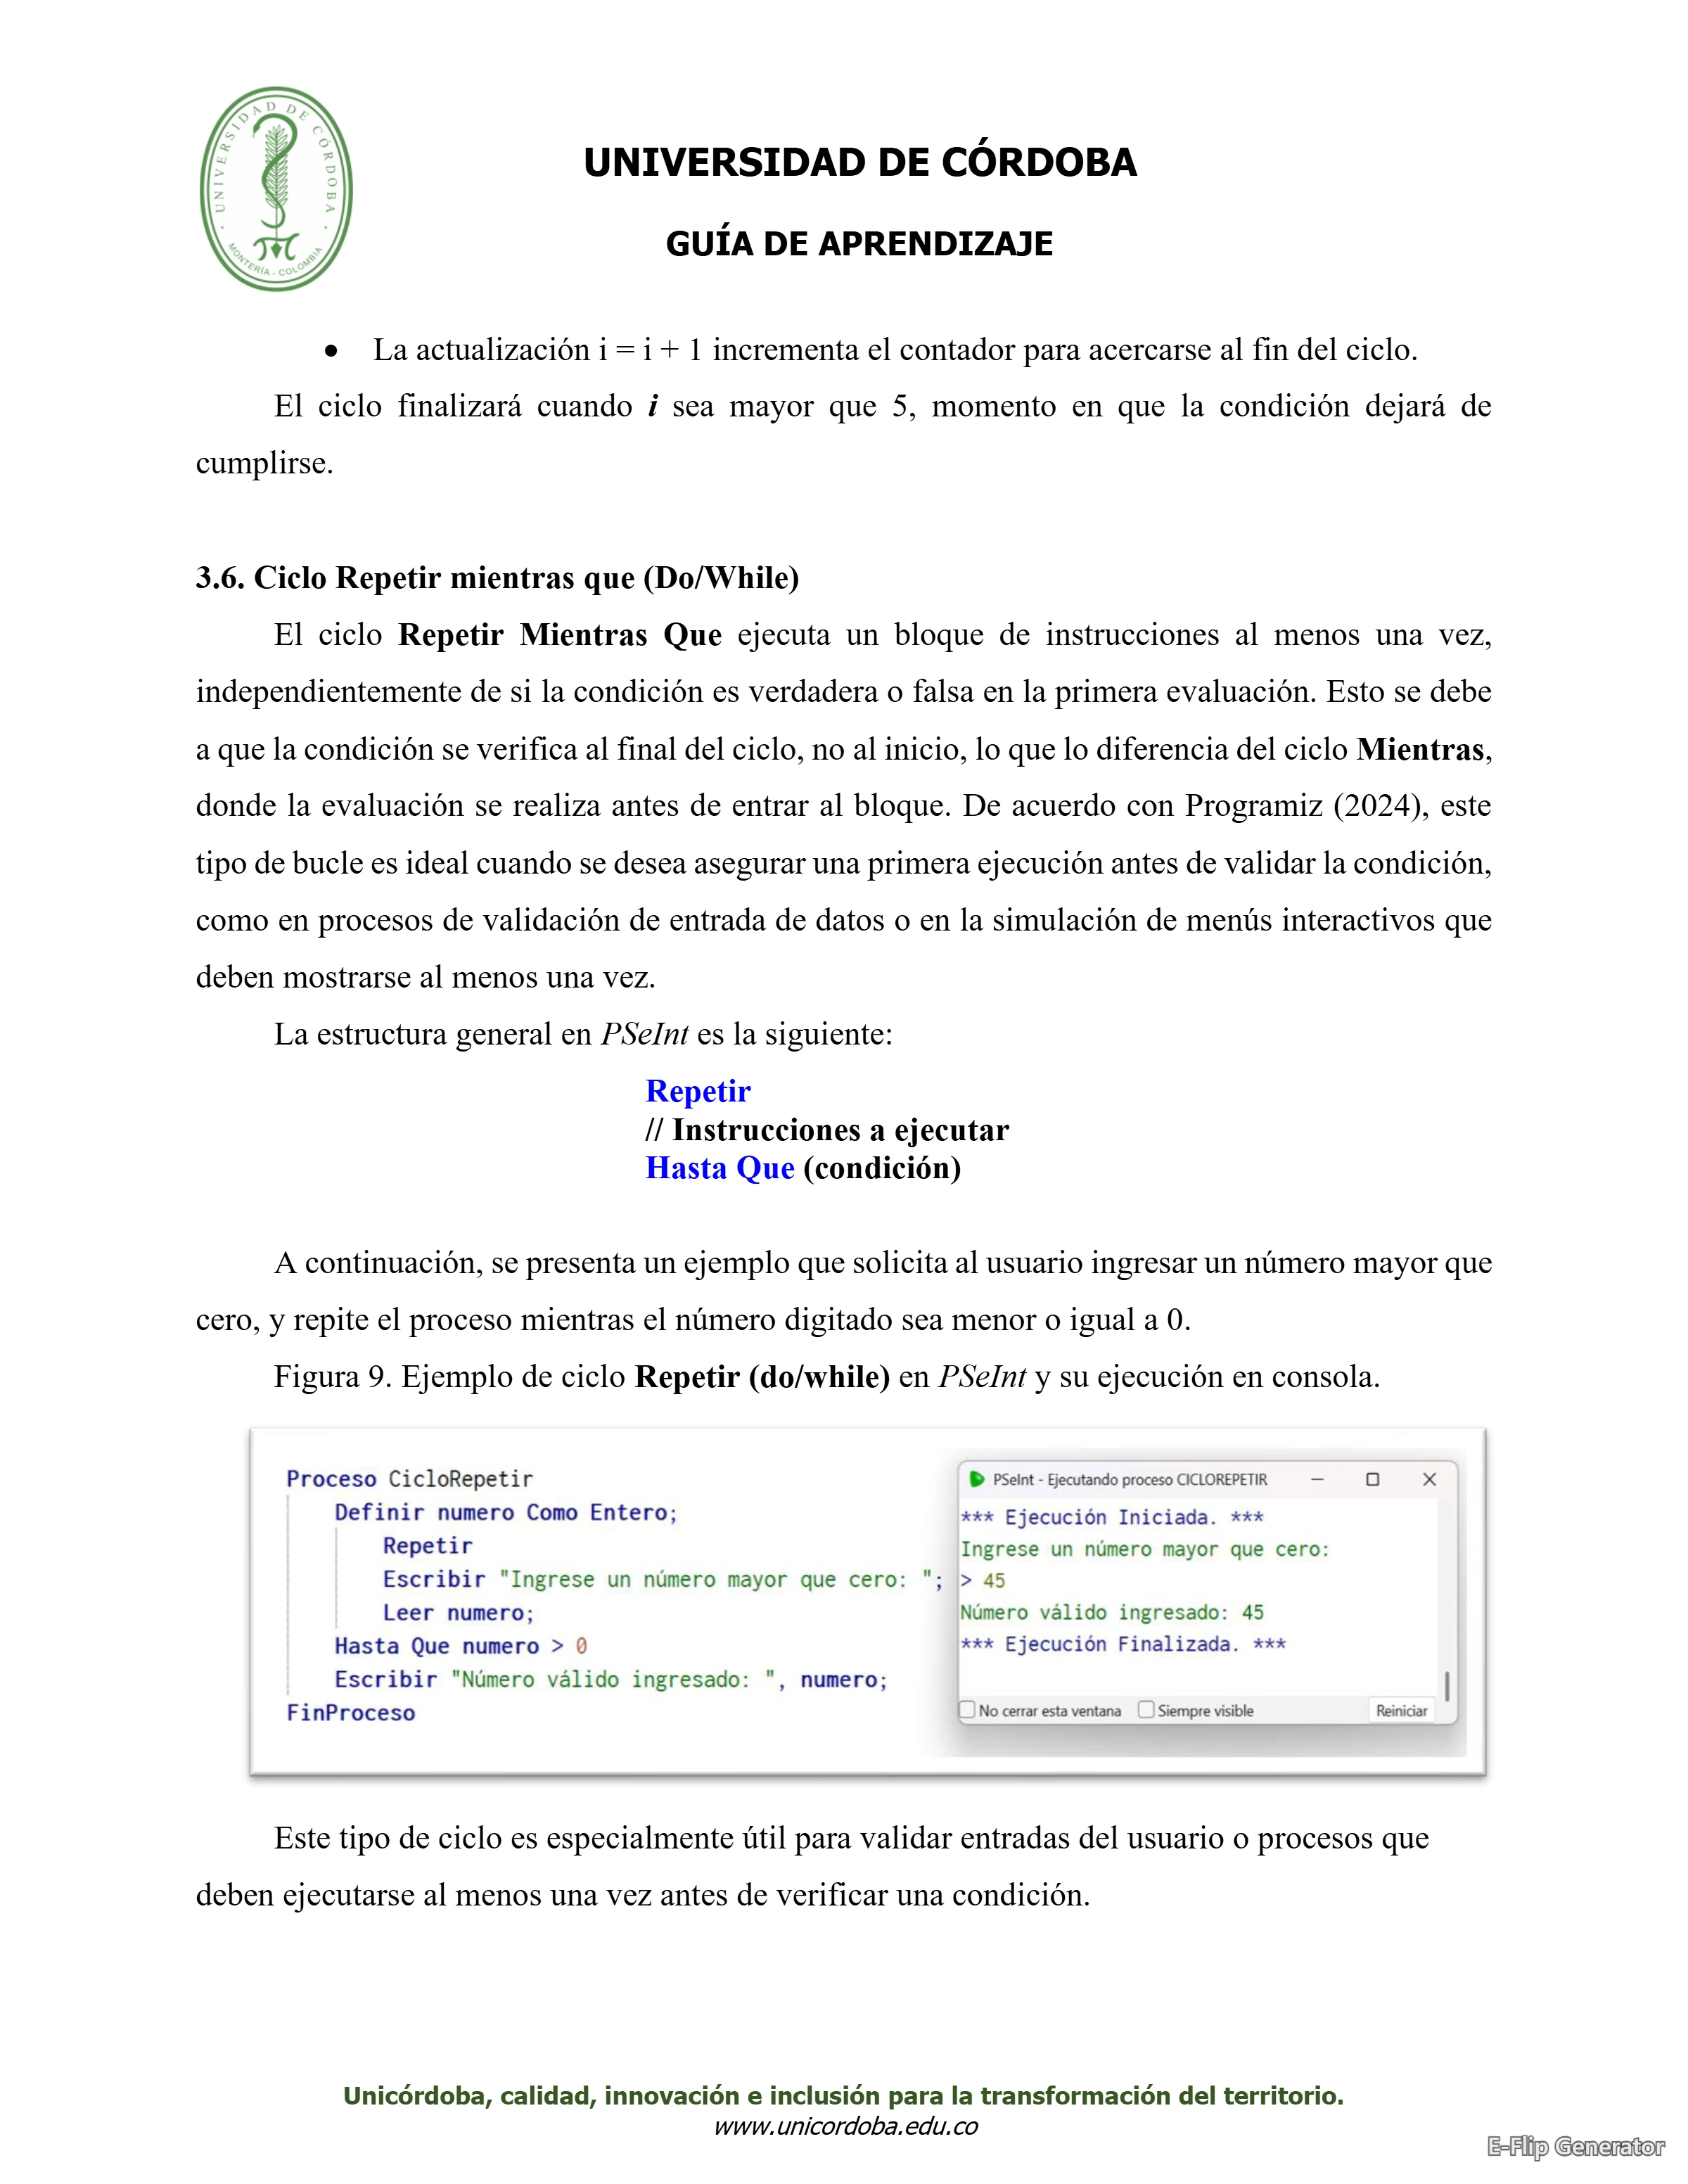 UNIVERSIDAD DE CÓRDOBA
MONTERÍA - COLOMBIA
UNIVERSIDAD DE CÓRDOBA
GUÍA DE APRENDIZAJE
• La actualización i = i + 1 incrementa el contador para acercarse al fin del ciclo.
El ciclo finalizará cuando i sea mayor que 5, momento en que la condición dejará de
cumplirse.
3.6. Ciclo Repetir mientras que (Do/While)
El ciclo Repetir Mientras Que ejecuta un bloque de instrucciones al menos una vez,
independientemente de si la condición es verdadera o falsa en la primera evaluación. Esto se debe
a que la condición se verifica al final del ciclo, no al inicio, lo que lo diferencia del ciclo Mientras,
donde la evaluación se realiza antes de entrar al bloque. De acuerdo con Programiz (2024), este
tipo de bucle es ideal cuando se desea asegurar una primera ejecución antes de validar la condición,
como en procesos de validación de entrada de datos o en la simulación de menús interactivos que
deben mostrarse al menos una vez.
La estructura general en PSeInt es la siguiente:
Repetir
// Instrucciones a ejecutar
Hasta Que (condición)
A continuación, se presenta un ejemplo que solicita al usuario ingresar un número mayor que
cero, y repite el proceso mientras el número digitado sea menor o igual a 0.
Figura 9. Ejemplo de ciclo Repetir (do/while) en PSeInt y su ejecución en consola.
Proceso CicloRepetir
Definir numero Como Entero;
Repetir
Escribir "Ingrese un número mayor que cero: ";
Leer numero;
Hasta Que numero > 0
Escribir "Número válido ingresado: ", numero;
FinProceso
PSeInt - Ejecutando proceso CICLOREPETIR
*** Ejecución Iniciada. ***
Ingrese un número mayor que cero:
> 45
Número válido ingresado: 45
*** Ejecución Finalizada. ***
No cerrar esta ventana Siempre visible Reiniciar
Este tipo de ciclo es especialmente útil para validar entradas del usuario o procesos que
deben ejecutarse al menos una vez antes de verificar una condición.
Unicórdoba, calidad, innovación e inclusión para la transformación del territorio.
www.unicordoba.edu.co
E-Flip Generator